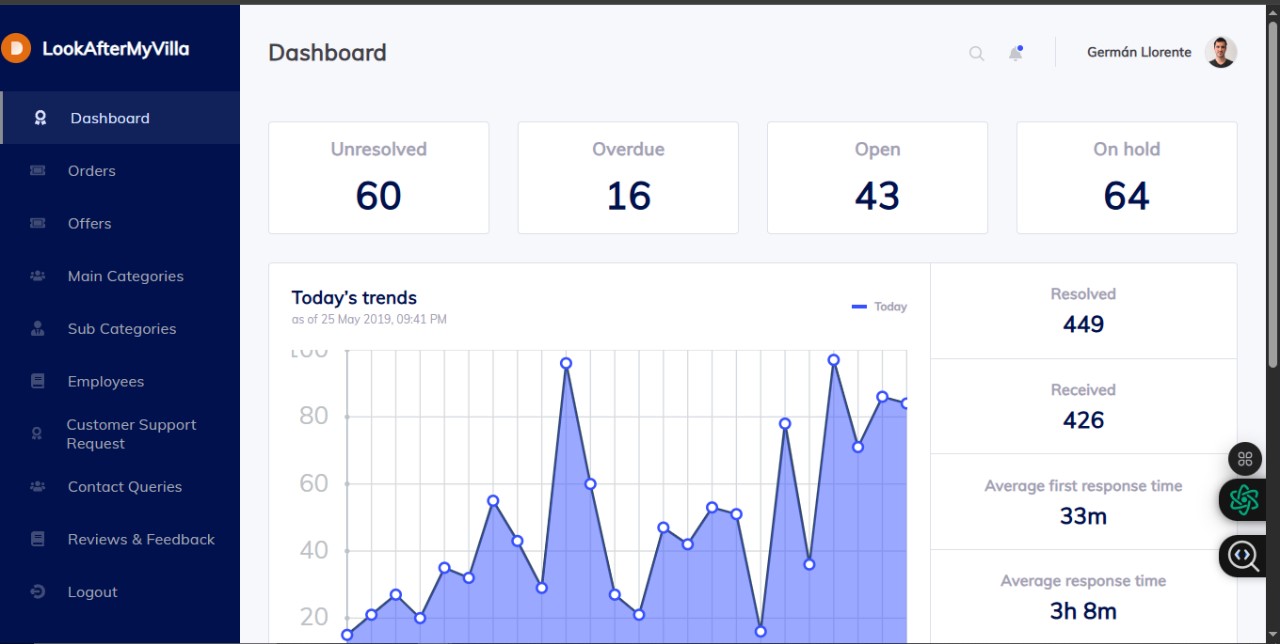 LookAfterMyVilla
Dashboard
Orders
Offers
Main Categories
Sub Categories
Employees
Customer Support
Request
Contact Queries
Reviews & Feedback
Logout
Dashboard
Germán Llorente
Unresolved
60
Overdue
16
Open
43
On hold
64
Today's trends
as of 25 May 2019, 09:41 PM
Today
100
80
60
40
20
Resolved
449
Received
426
Average first response time
33m
Average response time
3h 8m